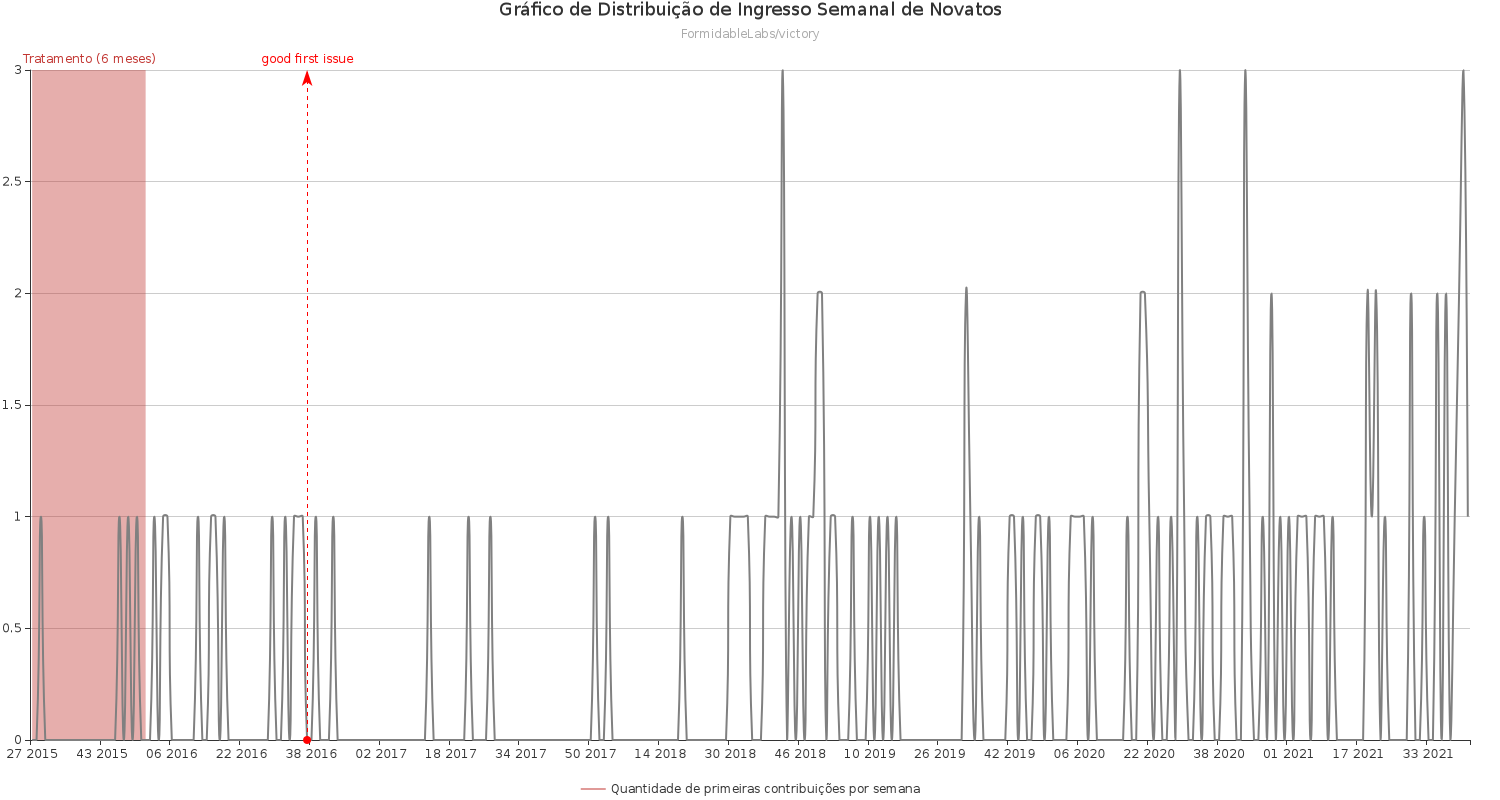 Gráfico de Distribuição de Ingresso Semanal de Novatos
FormidableLabs/victory
Tratamento (6 meses)
good first issue
3
2.5
2
1.5
1
0.5
0
27 2015 43 2015 06 2016 22 2016 38 2016 02 2017 18 2017 34 2017 50 2017 14 2018 30 2018 46 2018 10 2019 26 2019 42 2019 06 2020 22 2020 38 2020 01 2021 17 2021 33 2021
Quantidade de primeiras contribuições por semana